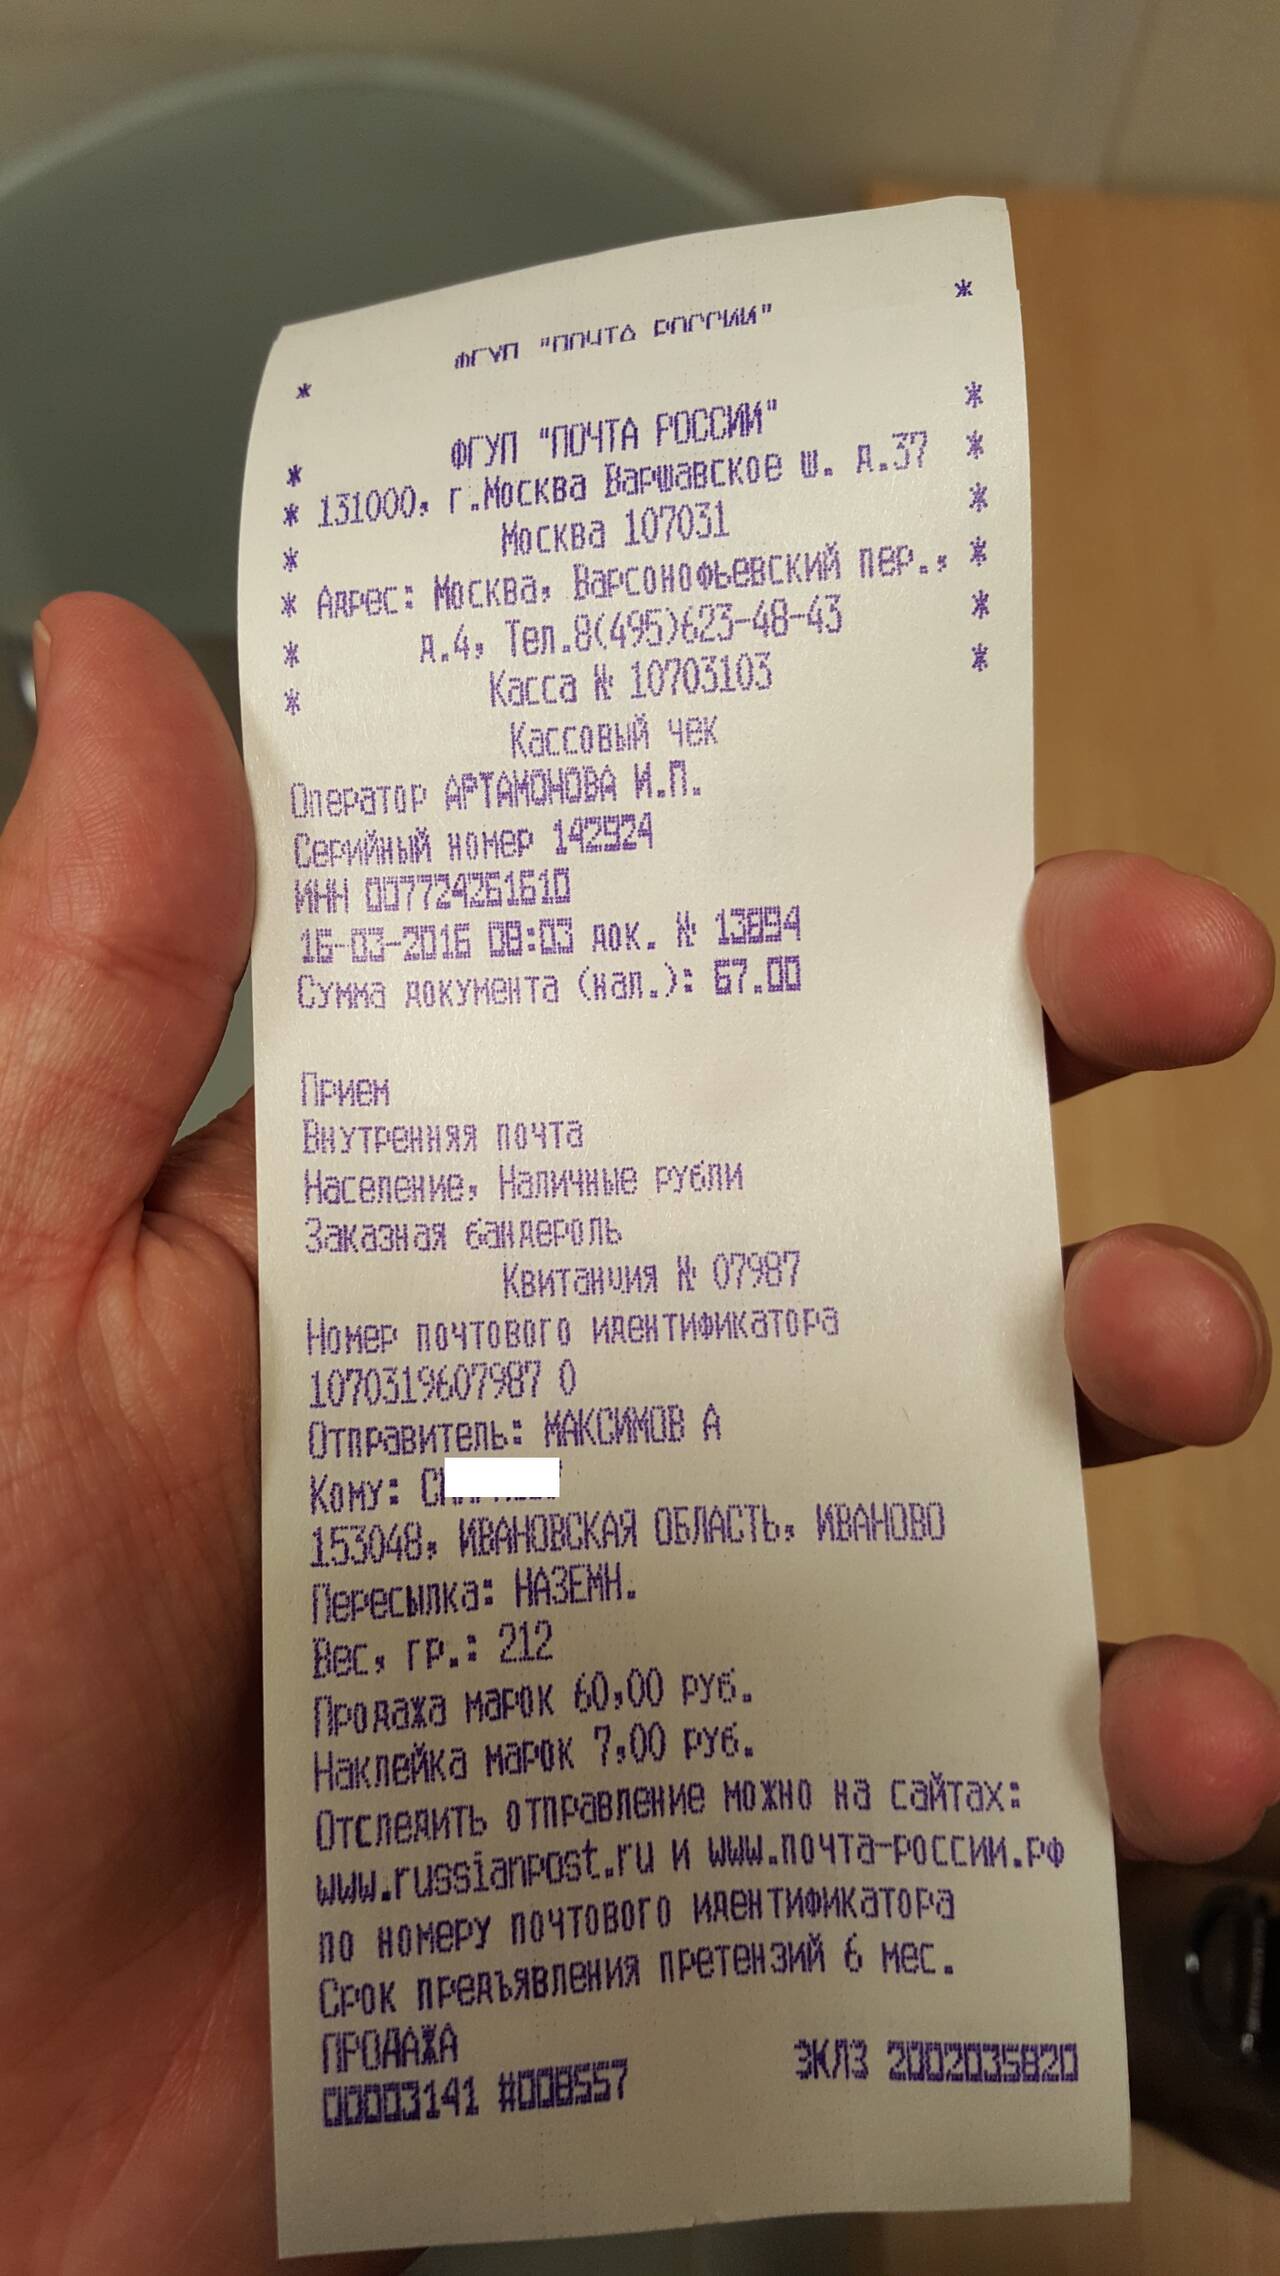 * ФГУП "ПОЧТА РОССИИ" *
* ФГУП "ПОЧТА РОССИИ" *
* 131000, г.Москва Варшавское ш. д.37 *
* Москва 107031 *
* Адрес: Москва, Варсонофьевский пер., *
* д.4, Тел.8(495)623-48-43 *
* Касса № 10703103 *
Кассовый чек
Оператор АРТАМОНОВА И.П.
Серийный номер 142924
ИНН 007724261610
16-03-2016 08:03 док. № 13894
Сумма документа (нал.): 67.00
Прием
Внутренняя почта
Население, Наличные рубли
Заказная бандероль
Квитанция № 07987
Номер почтового идентификатора
1070319607987 0
Отправитель: МАКСИМОВ А
Кому:
153048, ИВАНОВСКАЯ ОБЛАСТЬ, ИВАНОВО
Пересылка: НАЗЕМН.
Вес, гр.: 212
Продажа марок 60,00 руб.
Наклейка марок 7,00 руб.
Отследить отправление можно на сайтах:
www.russianpost.ru и www.почта-россии.рф
по номеру почтового идентификатора
Срок предъявления претензий 6 мес.
ПРОДАЖА
00003141 #008557 ЭКЛЗ 2002035820